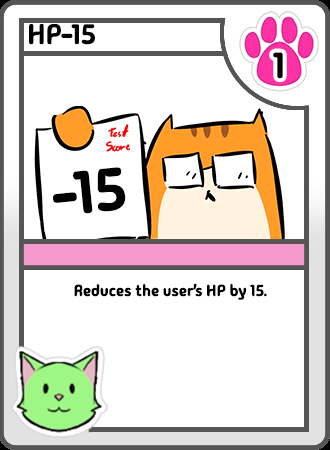 HP-15
1
Test
Score
-15
Reduces the user's HP by 15.